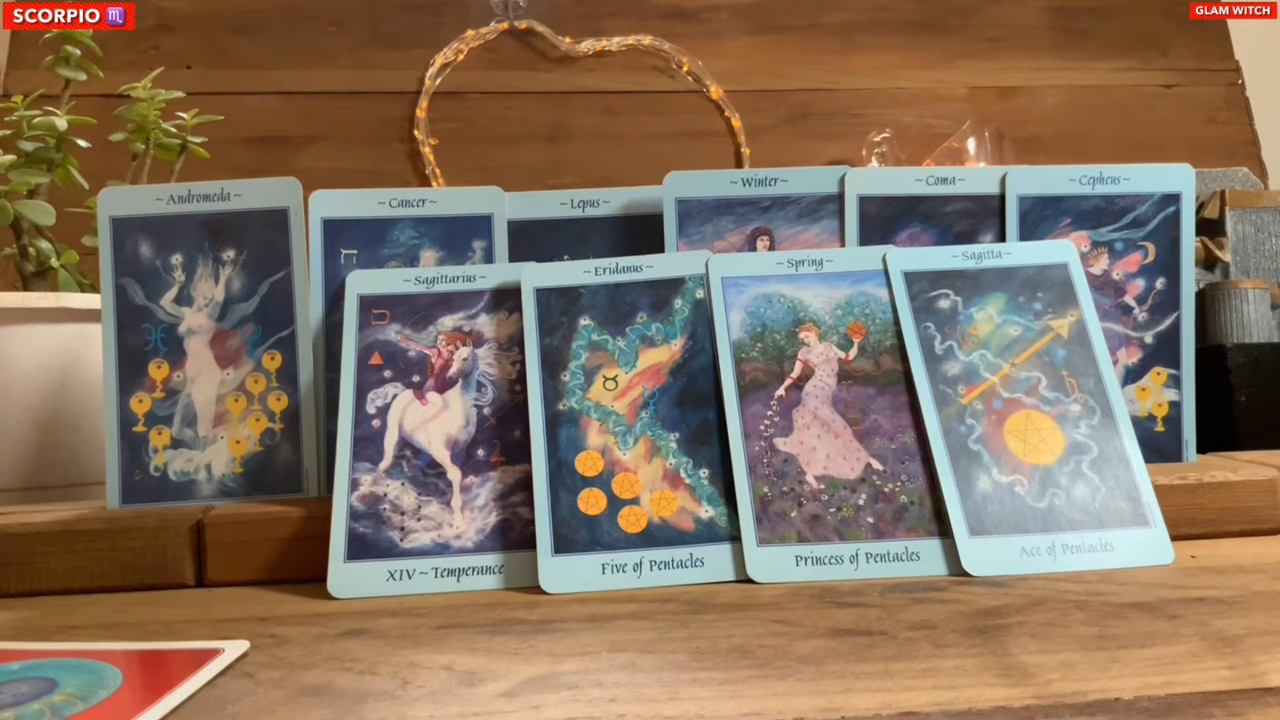 SCORPIO ♏
GLAM WITCH
~Andromeda~
~Cancer~
~Lepus~
~Winter~
~Coma~
~Cepheus~
~Sagittarius~
~Eridanus~
~Spring~
~Sagitta~
XIV~Temperance
Five of Pentacles
Princess of Pentacles
Ace of Pentacles